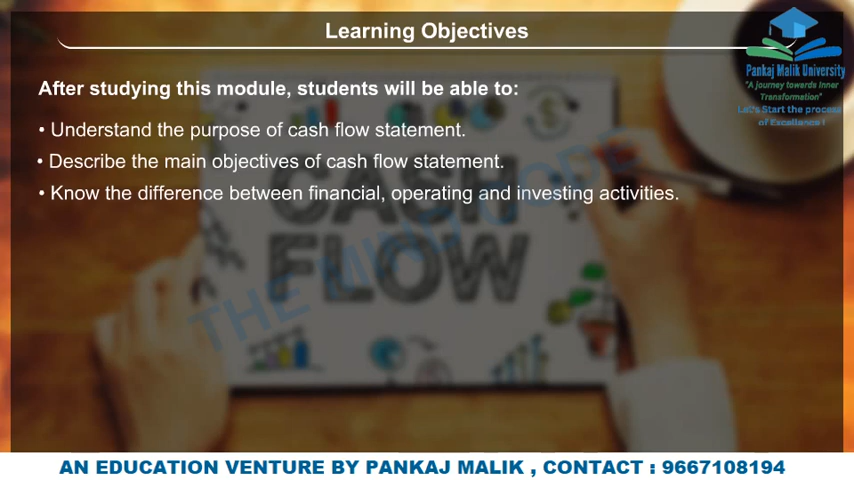 Learning Objectives
Pankaj Malik University
"A journey towards Inner
Transformation"
Let's Start the process
of Excellence !
After studying this module, students will be able to:
• Understand the purpose of cash flow statement.
• Describe the main objectives of cash flow statement.
• Know the difference between financial, operating and investing activities.
CASH
FLOW
THE MIND CODE
AN EDUCATION VENTURE BY PANKAJ MALIK , CONTACT : 9667108194